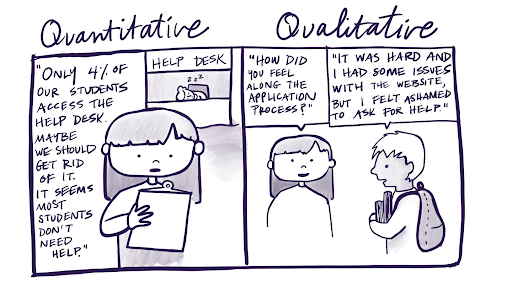 Quantitative
Qualitative
"ONLY 4% OF
OUR STUDENTS
ACCESS THE
HELP DESK.
MAYBE
WE SHOULD
GET RID
OF IT.
IT SEEMS
MOST
STUDENTS
DON'T
NEED
HELP."
HELP DESK
ZZZ
"HOW DID
YOU FEEL
ALONG THE
APPLICATION
PROCESS?"
"IT WAS HARD AND
I HAD SOME ISSUES
WITH THE WEBSITE,
BUT I FELT ASHAMED
TO ASK FOR HELP."